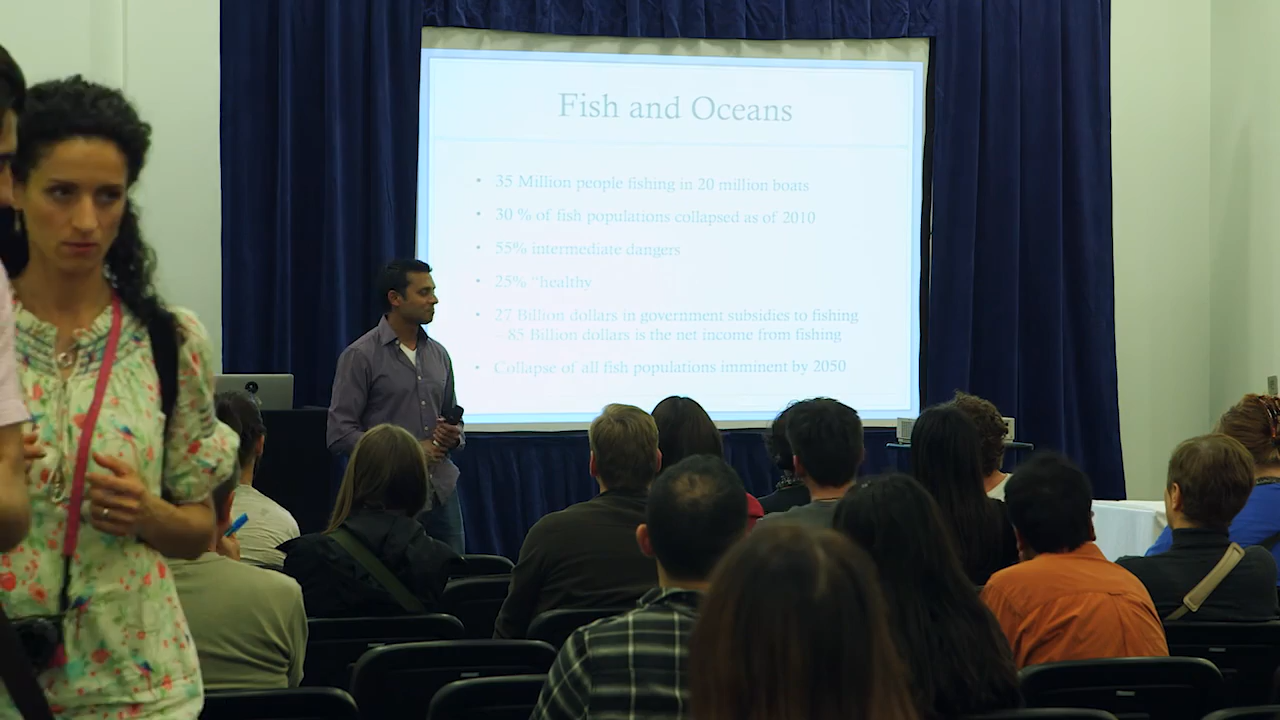 Fish and Oceans
• 35 Million people fishing in 20 million boats
• 30 % of fish populations collapsed as of 2010
• 55% intermediate dangers
• 25% “healthy
• 27 Billion dollars in government subsidies to fishing
– 85 Billion dollars is the net income from fishing
• Collapse of all fish populations imminent by 2050